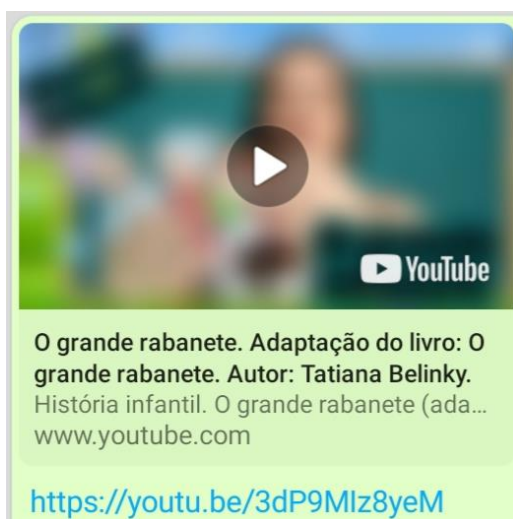 YouTube
O grande rabanete. Adaptação do livro: O
grande rabanete. Autor: Tatiana Belinky.
História infantil. O grande rabanete (ada...
www.youtube.com
https://youtu.be/3dP9MIz8yeM